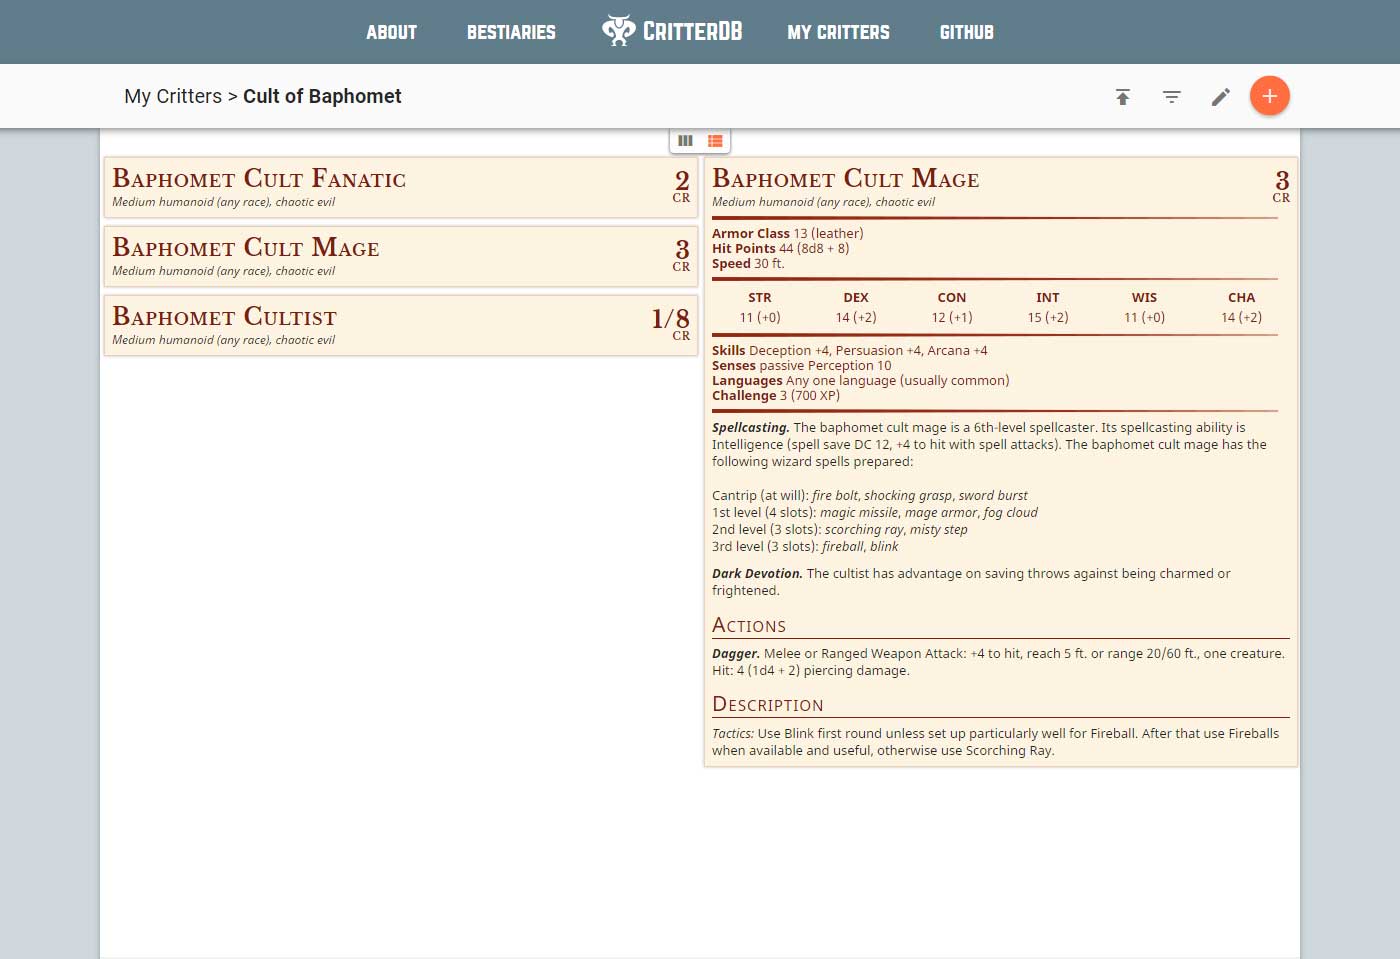 ABOUT
BESTIARIES
CRITTERDB
MY CRITTERS
GITHUB
My Critters > Cult of Baphomet
Baphomet Cult Fanatic
2
CR
Medium humanoid (any race), chaotic evil
Baphomet Cult Mage
3
CR
Medium humanoid (any race), chaotic evil
Baphomet Cultist
1/8
CR
Medium humanoid (any race), chaotic evil
Baphomet Cult Mage
3
CR
Medium humanoid (any race), chaotic evil
Armor Class 13 (leather)
Hit Points 44 (8d8 + 8)
Speed 30 ft.
STR DEX CON INT WIS CHA
11 (+0) 14 (+2) 12 (+1) 15 (+2) 11 (+0) 14 (+2)
Skills Deception +4, Persuasion +4, Arcana +4
Senses passive Perception 10
Languages Any one language (usually common)
Challenge 3 (700 XP)
Spellcasting. The baphomet cult mage is a 6th-level spellcaster. Its spellcasting ability is
Intelligence (spell save DC 12, +4 to hit with spell attacks). The baphomet cult mage has the
following wizard spells prepared:
Cantrip (at will): fire bolt, shocking grasp, sword burst
1st level (4 slots): magic missile, mage armor, fog cloud
2nd level (3 slots): scorching ray, misty step
3rd level (3 slots): fireball, blink
Dark Devotion. The cultist has advantage on saving throws against being charmed or
frightened.
Actions
Dagger. Melee or Ranged Weapon Attack: +4 to hit, reach 5 ft. or range 20/60 ft., one creature.
Hit: 4 (1d4 + 2) piercing damage.
Description
Tactics: Use Blink first round unless set up particularly well for Fireball. After that use Fireballs
when available and useful, otherwise use Scorching Ray.